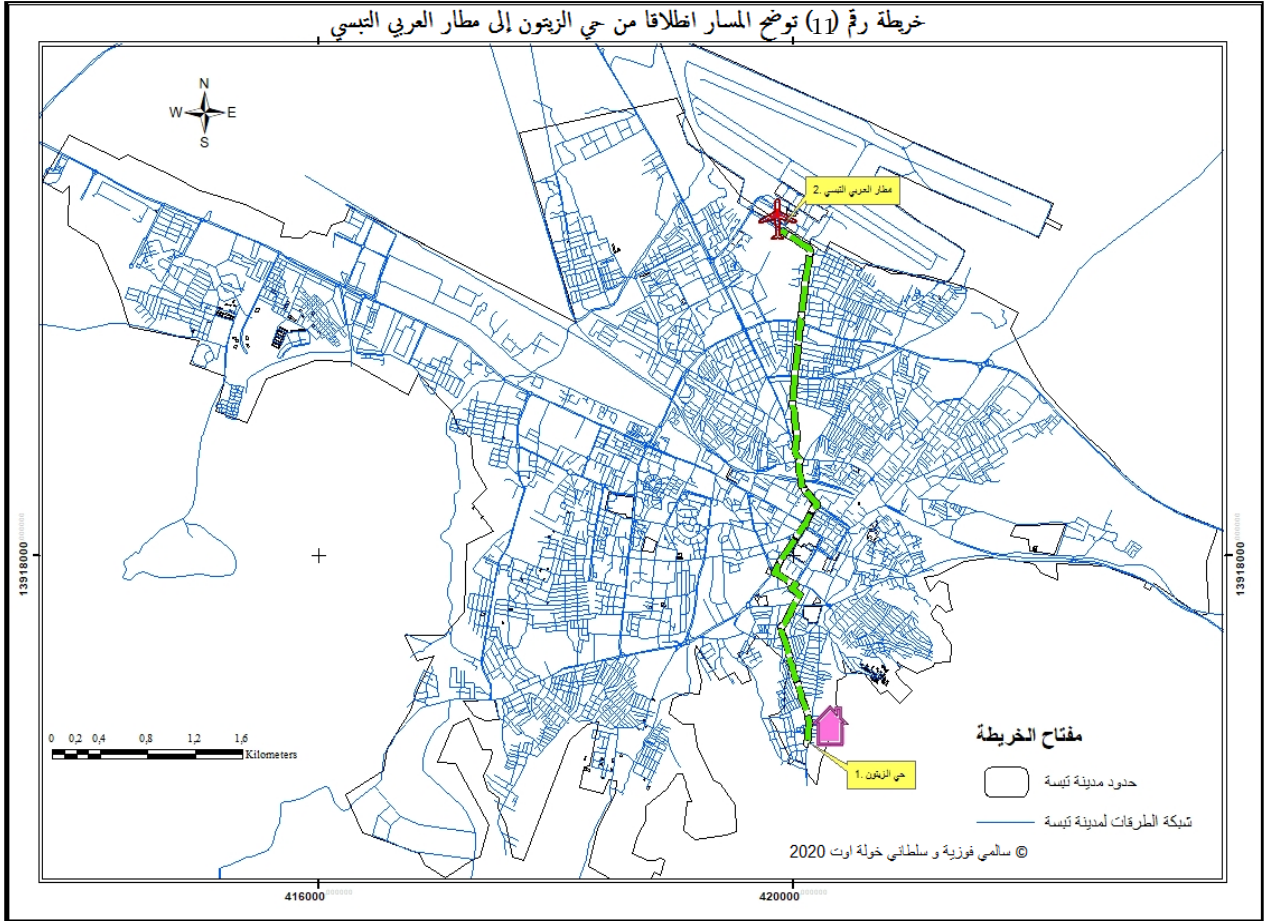 خريطة رقم (11) توضح المسار انطلاقا من حي الزيتون إلى مطار العربي التبسي
N
W E
S
2. مطار العربي التبسي
13918000
13918000
0 0,2 0,4 0,8 1,2 1,6
Kilometers
1. حي الزيتون
مفتاح الخريطة
حدود مدينة تبسة
شبكة الطرقات لمدينة تبسة
© سالمي فوزية و سلطاني خولة اوت 2020
416000
420000